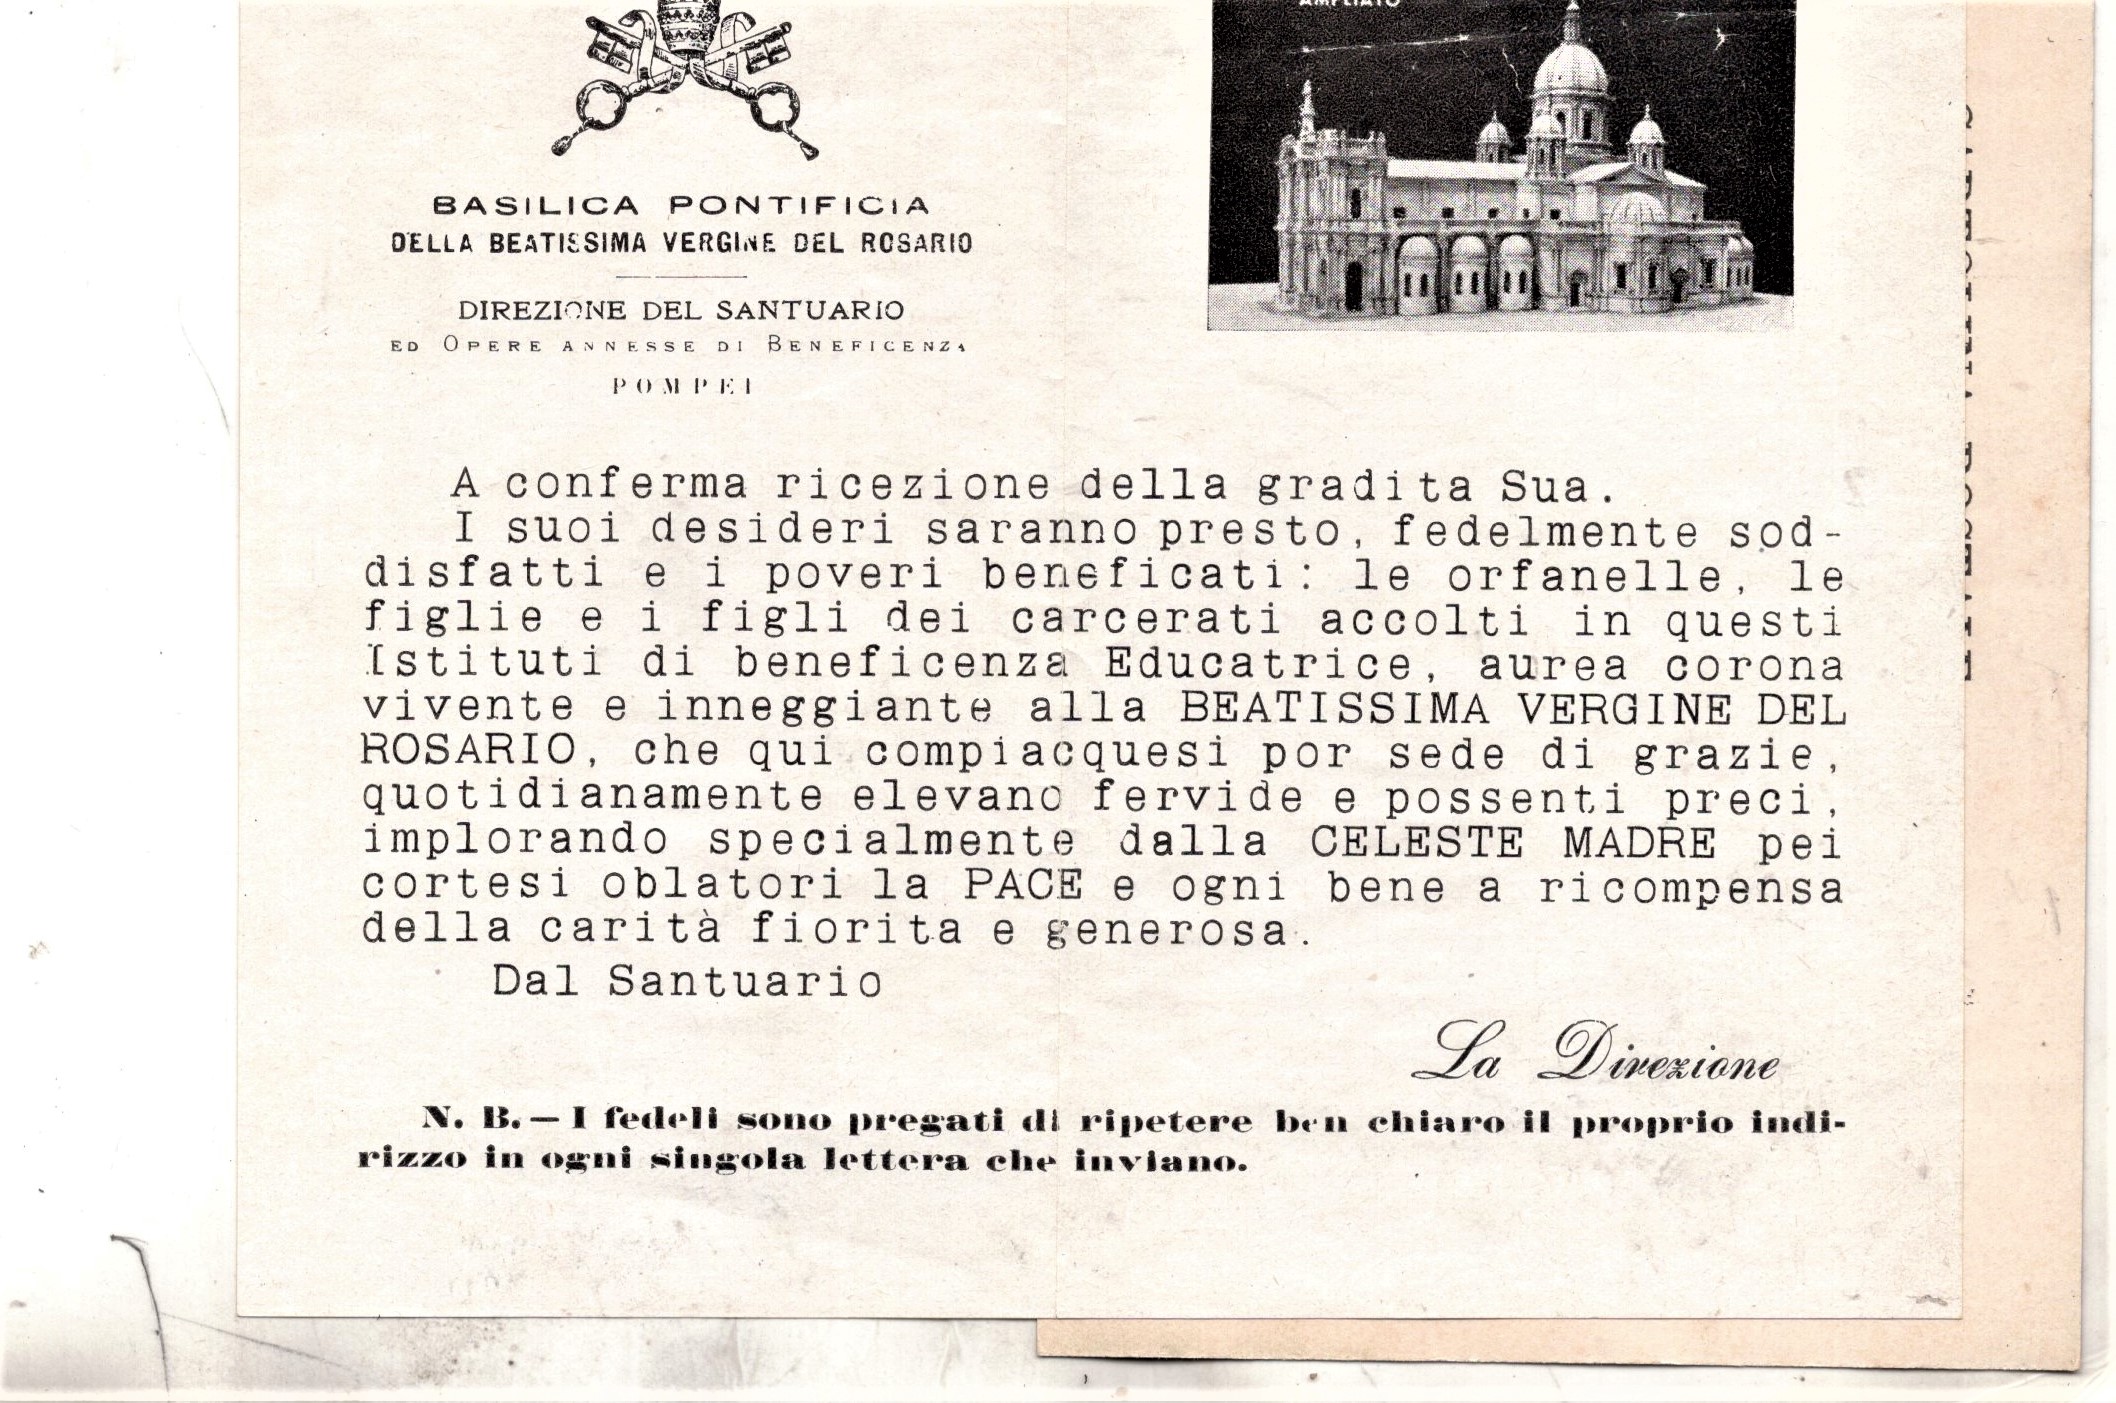 AMPLIATO
BASILICA PONTIFICIA
DELLA BEATISSIMA VERGINE DEL ROSARIO
DIREZIONE DEL SANTUARIO
ED OPERE ANNESSE DI BENEFICENZA
POMPEI
A conferma ricezione della gradita Sua.
I suoi desideri saranno presto, fedelmente sod-
disfatti e i poveri beneficati: le orfanelle, le
figlie e i figli dei carcerati accolti in questi
Istituti di beneficenza Educatrice, aurea corona
vivente e inneggiante alla BEATISSIMA VERGINE DEL
ROSARIO, che qui compiacquesi por sede di grazie,
quotidianamente elevano fervide e possenti preci,
implorando specialmente dalla CELESTE MADRE pei
cortesi oblatori la PACE e ogni bene a ricompensa
della carità fiorita e generosa.
Dal Santuario
La Direzione
N. B. — I fedeli sono pregati di ripetere ben chiaro il proprio indi-
rizzo in ogni singola lettera che inviano.